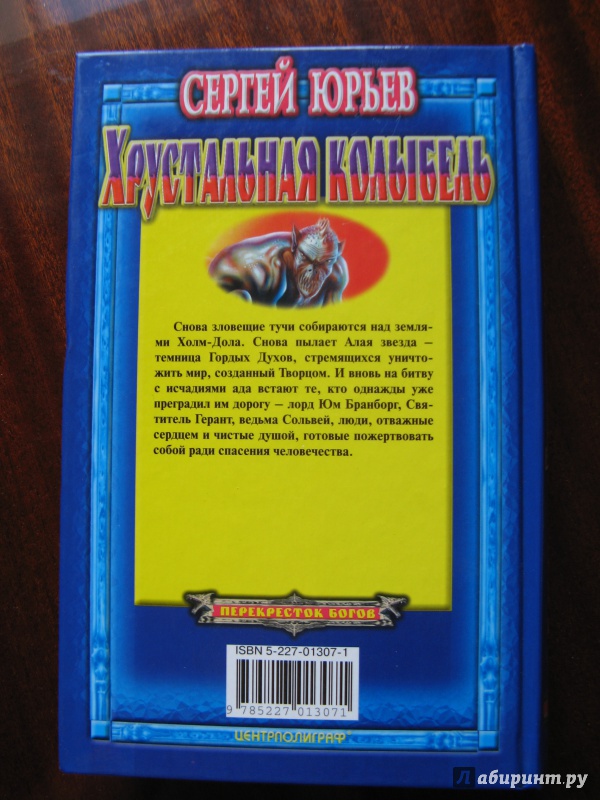 СЕРГЕЙ ЮРЬЕВ
ХРУСТАЛЬНАЯ КОЛЫБЕЛЬ
Снова зловещие тучи собираются над земля-
ми Холм-Дола. Снова пылает Алая звезда –
темница Гордых Духов, стремящихся уничто-
жить мир, созданный Творцом. И вновь на битву
с исчадиями ада встают те, кто однажды уже
преградил им дорогу – лорд Юм Бранборг, Свя-
титель Герант, ведьма Сольвей, люди, отважные
сердцем и чистые душой, готовые пожертвовать
собой ради спасения человечества.
ПЕРЕКРЕСТОК БОГОВ
ISBN 5-227-01307-1
9 785227 013071
ЦЕНТРПОЛИГРАФ
Лабиринт.ру